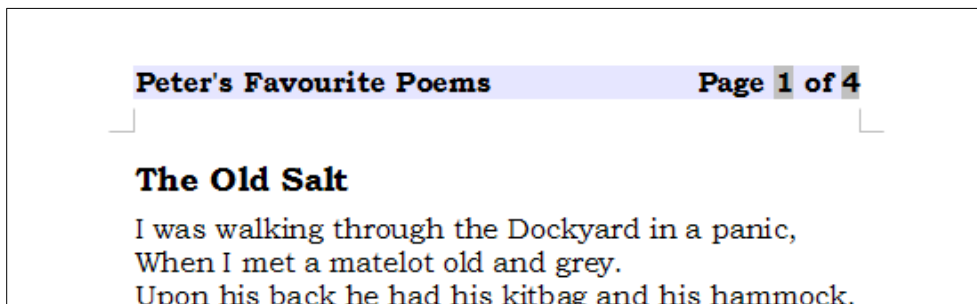 Peter's Favourite Poems Page 1 of 4
The Old Salt
I was walking through the Dockyard in a panic,
When I met a matelot old and grey.
Upon his back he had his kitbag and his hammock,